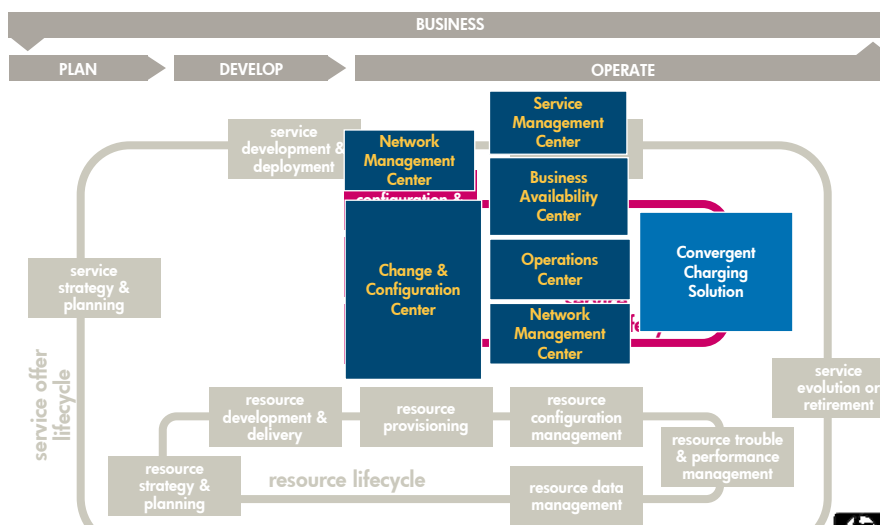 BUSINESS
PLAN
DEVELOP
OPERATE
service
development &
deployment
Network
Management
Center
Service
Management
Center
configuration &
Business
Availability
Center
Change &
Configuration
Center
Operations
Center
Network
Management
Center
Convergent
Charging
Solution
service
strategy &
planning
service offer
lifecycle
service
evolution or
retirement
resource
development &
delivery
resource
provisioning
resource
configuration
management
resource trouble
& performance
management
resource
strategy &
planning
resource lifecycle
resource data
management